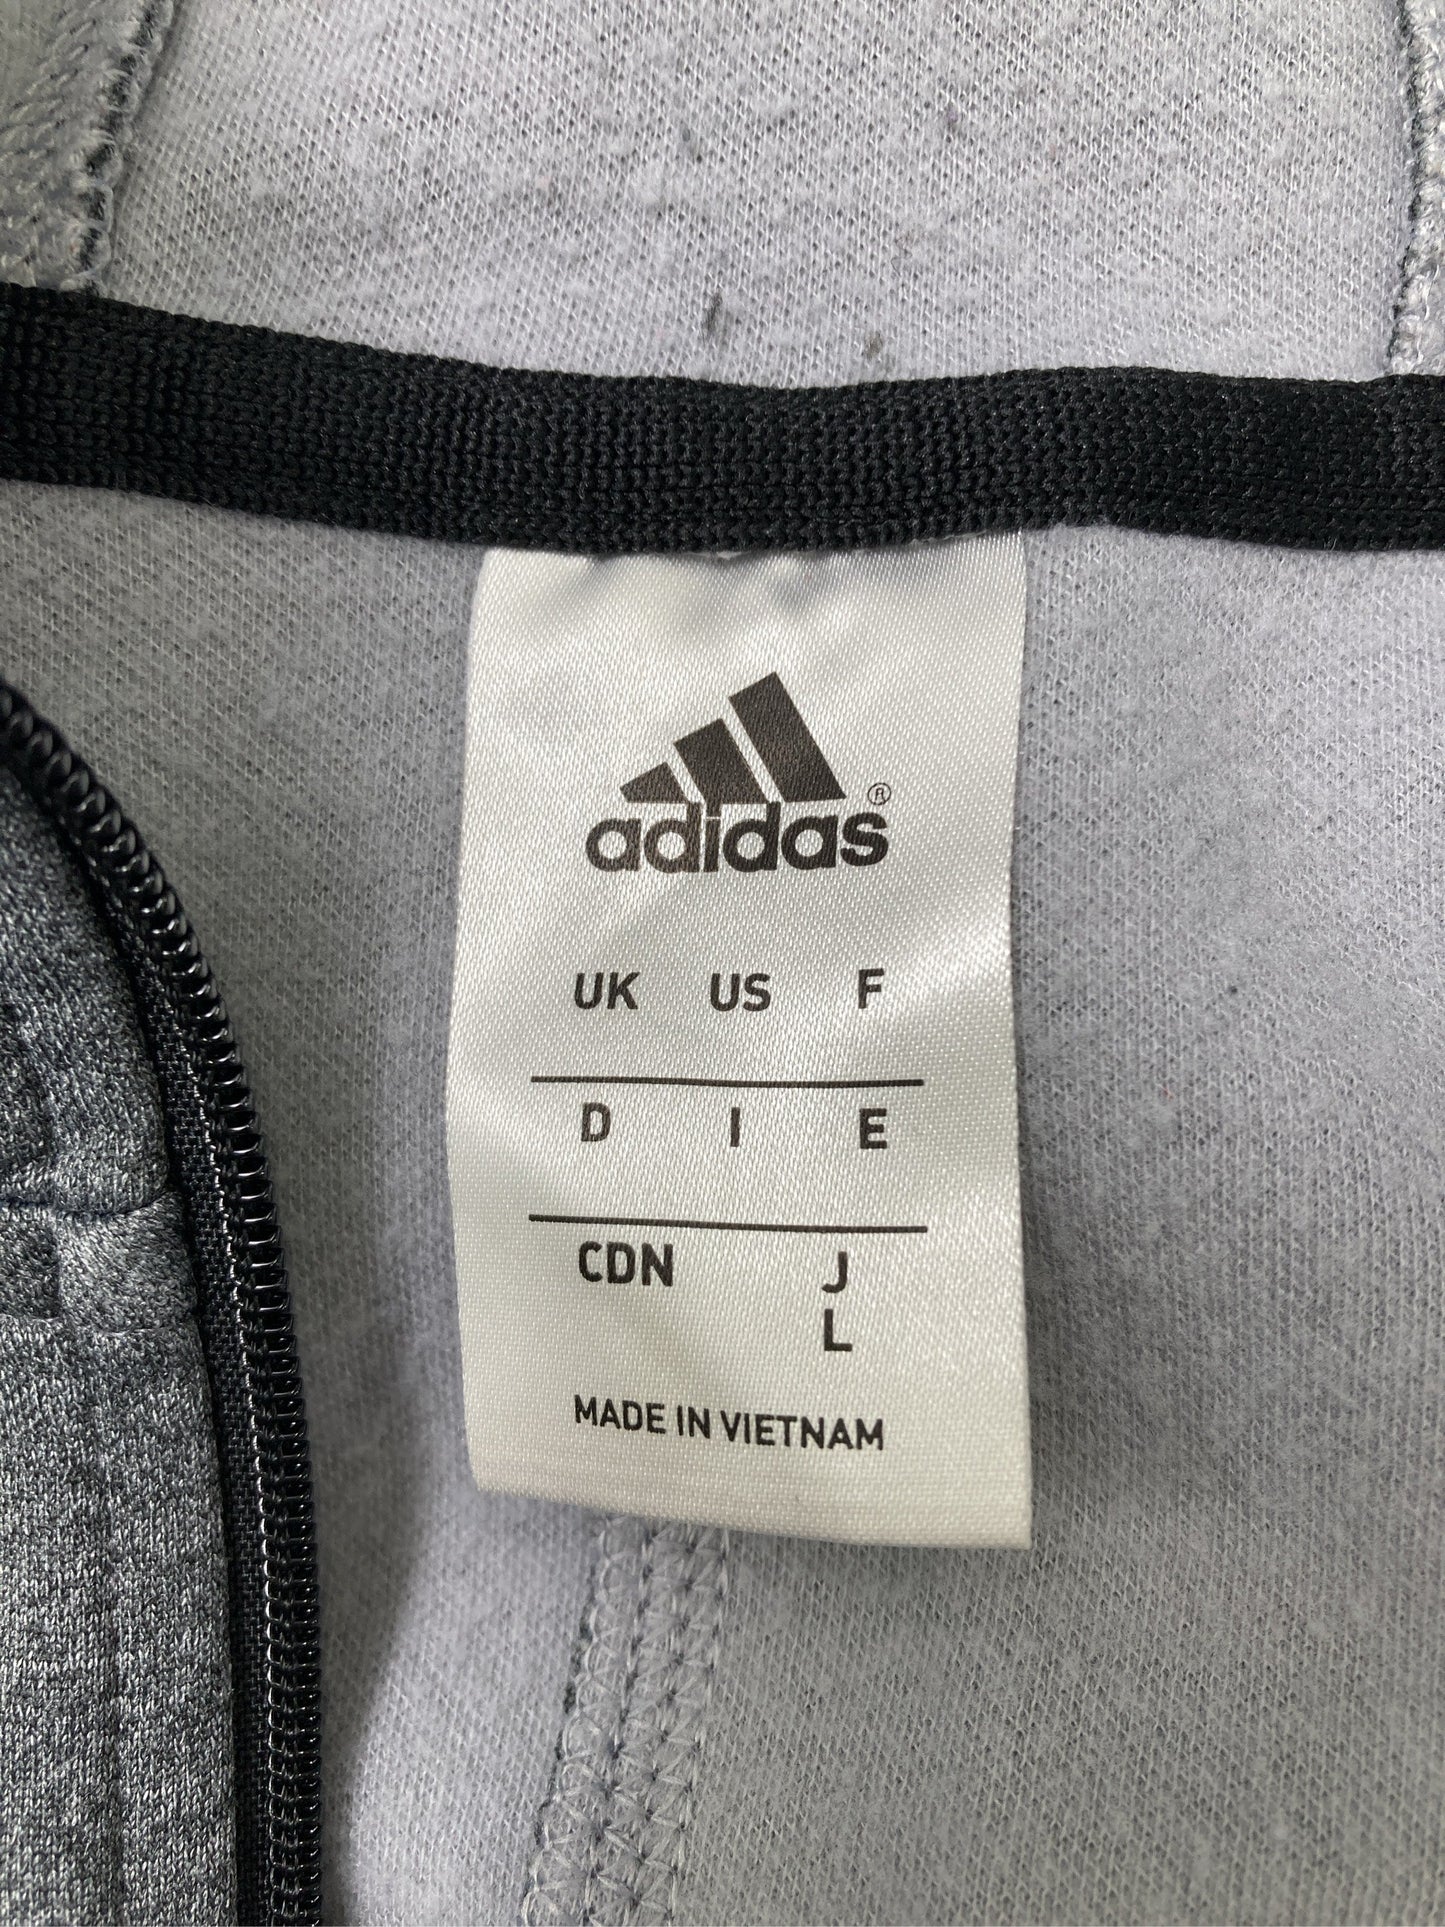 adidas®
UK US F
D I E
CDN J
L
MADE IN VIETNAM